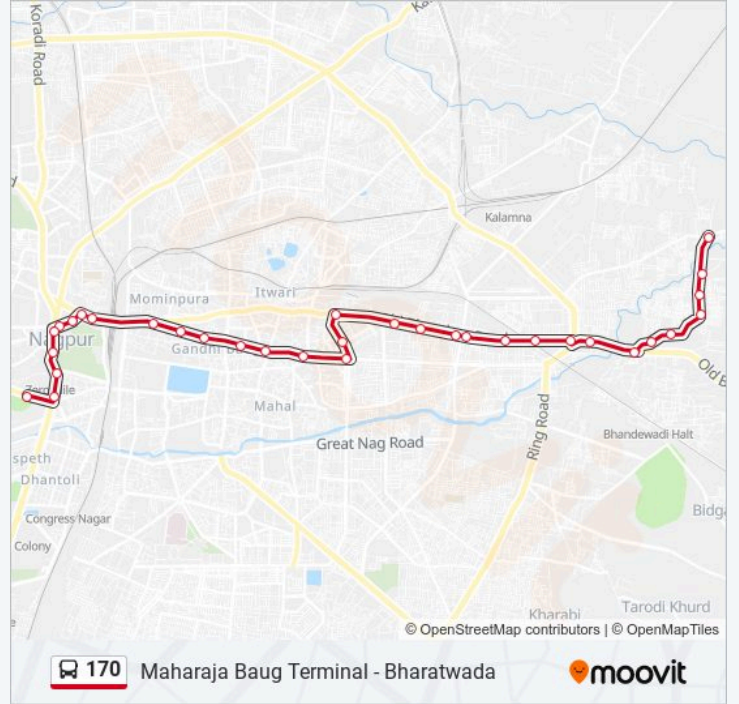 Koradi Road
Kalamna
Mominpura
Itwari
Nagpur
Mahal
Great Nag Road
Ring Road
Bhandewadi Halt
speth
Dhantoli
Congress Nagar
Colony
Kharabi
Tarodi Khurd
© OpenStreetMap contributors | © OpenMapTiles
170
Maharaja Baug Terminal - Bharatwada
moovit